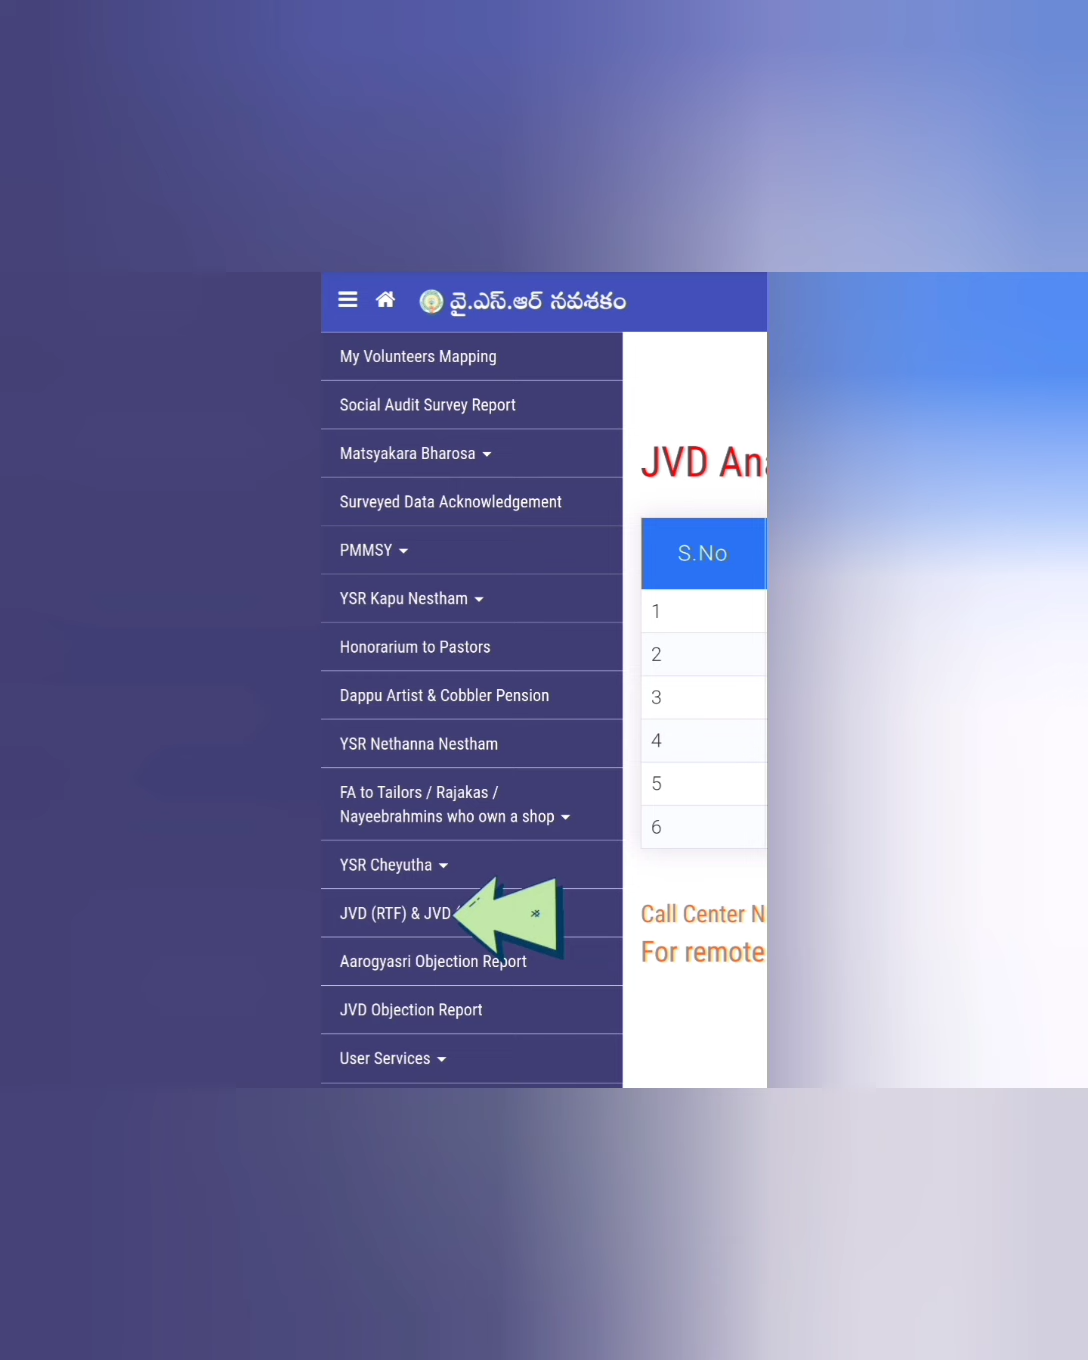 వై.ఎస్.ఆర్ నవశకం
My Volunteers Mapping
Social Audit Survey Report
Matsyakara Bharosa
Surveyed Data Acknowledgement
PMMSY
YSR Kapu Nestham
Honorarium to Pastors
Dappu Artist & Cobbler Pension
YSR Nethanna Nestham
FA to Tailors / Rajakas /
Nayeebrahmins who own a shop
YSR Cheyutha
JVD (RTF) & JVD
Aarogyasri Objection Report
JVD Objection Report
User Services
JVD
S.No
1
2
3
4
5
6
Call Center
For remote